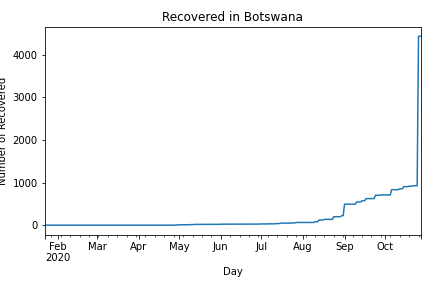 Recovered in Botswana
Number of Recovered
4000
3000
2000
1000
0
Feb Mar Apr May Jun Jul Aug Sep Oct
2020
Day